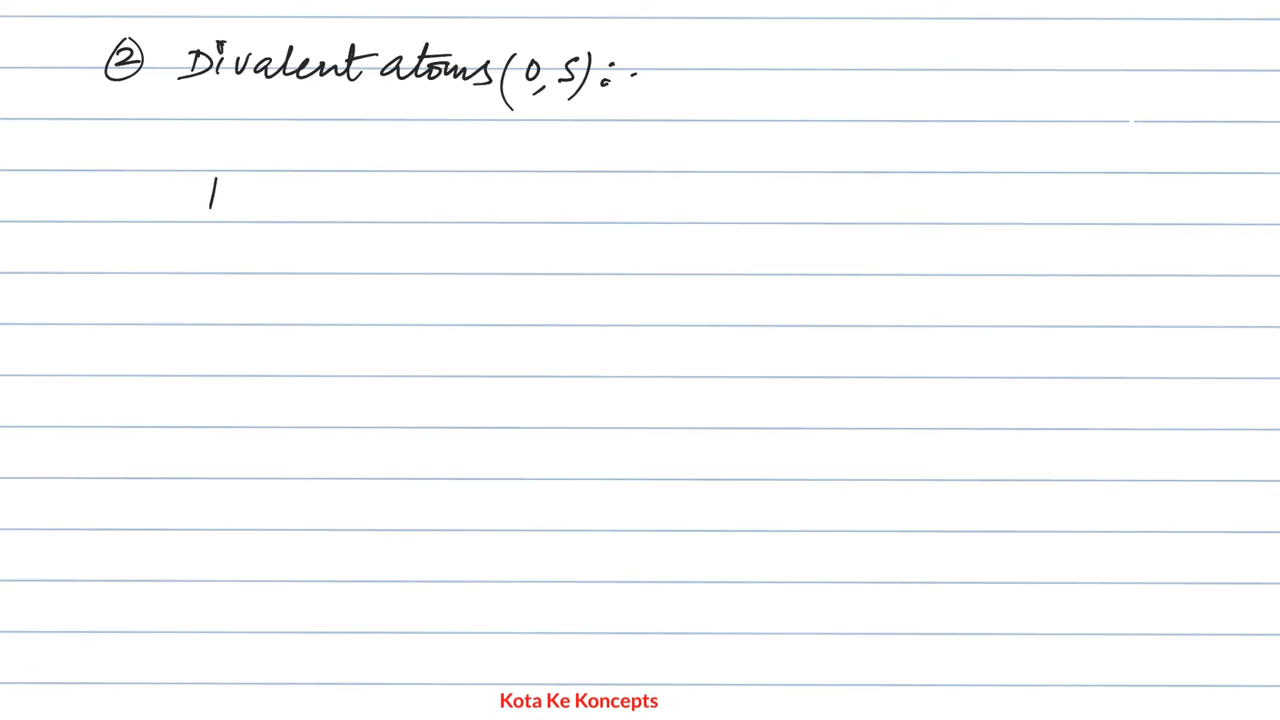 ② Divalent atoms (O, S) :-
Kota Ke Koncepts